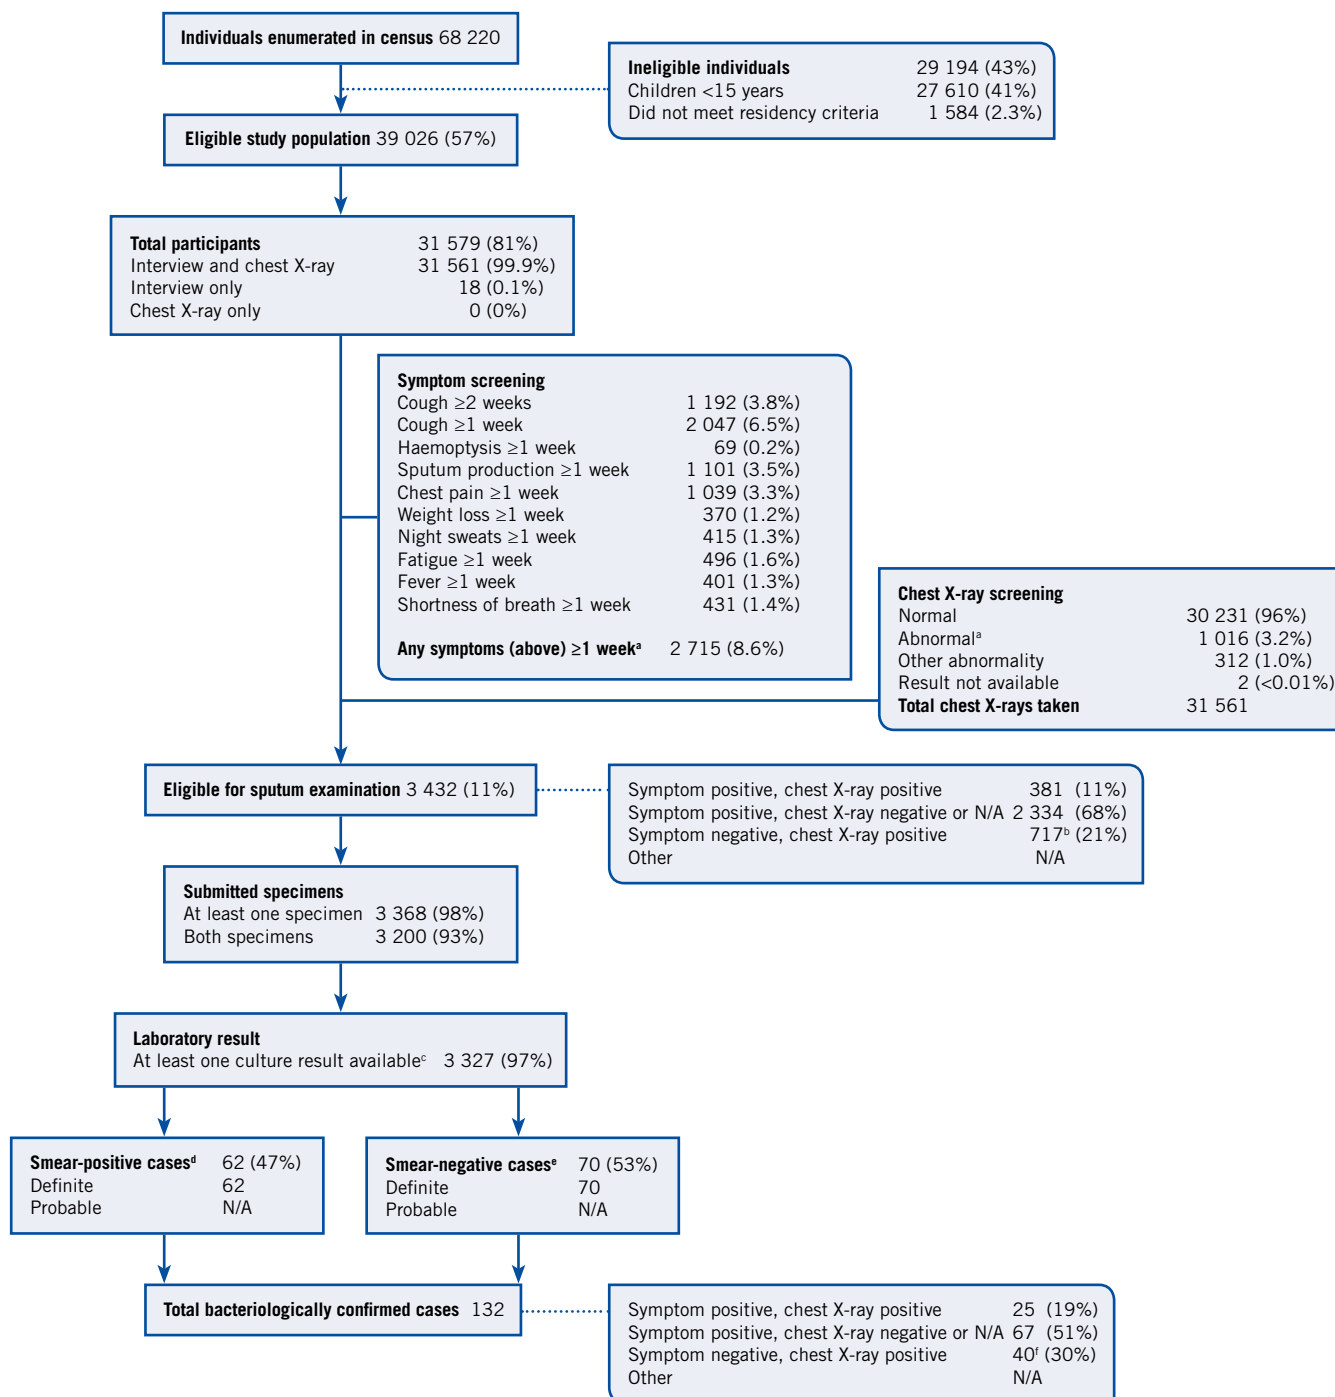 Individuals enumerated in census 68 220
Ineligible individuals 29 194 (43%)
Children <15 years 27 610 (41%)
Did not meet residency criteria 1 584 (2.3%)
Eligible study population 39 026 (57%)
Total participants 31 579 (81%)
Interview and chest X-ray 31 561 (99.9%)
Interview only 18 (0.1%)
Chest X-ray only 0 (0%)
Symptom screening
Cough ≥2 weeks 1 192 (3.8%)
Cough ≥1 week 2 047 (6.5%)
Haemoptysis ≥1 week 69 (0.2%)
Sputum production ≥1 week 1 101 (3.5%)
Chest pain ≥1 week 1 039 (3.3%)
Weight loss ≥1 week 370 (1.2%)
Night sweats ≥1 week 415 (1.3%)
Fatigue ≥1 week 496 (1.6%)
Fever ≥1 week 401 (1.3%)
Shortness of breath ≥1 week 431 (1.4%)
Any symptoms (above) ≥1 weekᵃ 2 715 (8.6%)
Chest X-ray screening
Normal 30 231 (96%)
Abnormalᵃ 1 016 (3.2%)
Other abnormality 312 (1.0%)
Result not available 2 (<0.01%)
Total chest X-rays taken 31 561
Eligible for sputum examination 3 432 (11%)
Symptom positive, chest X-ray positive 381 (11%)
Symptom positive, chest X-ray negative or N/A 2 334 (68%)
Symptom negative, chest X-ray positive 717ᵇ (21%)
Other N/A
Submitted specimens
At least one specimen 3 368 (98%)
Both specimens 3 200 (93%)
Laboratory result
At least one culture result availableᶜ 3 327 (97%)
Smear-positive casesᵈ 62 (47%)
Definite 62
Probable N/A
Smear-negative casesᵉ 70 (53%)
Definite 70
Probable N/A
Total bacteriologically confirmed cases 132
Symptom positive, chest X-ray positive 25 (19%)
Symptom positive, chest X-ray negative or N/A 67 (51%)
Symptom negative, chest X-ray positive 40ᶠ (30%)
Other N/A